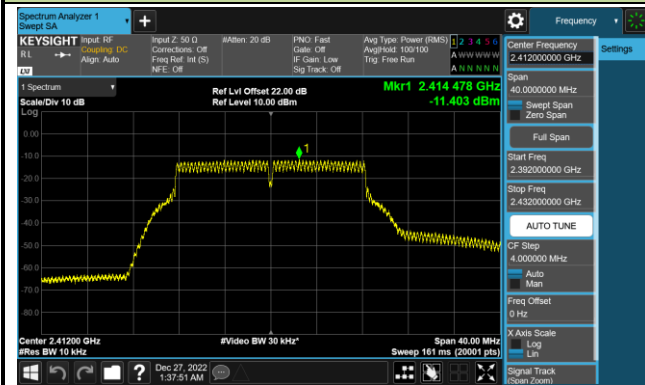 Spectrum Analyzer 1
Swept SA
Frequency
KEYSIGHT
RL
Input: RF
Coupling: DC
Align: Auto
Input Z: 50 Ω
Corrections: Off
Freq Ref: Int (S)
NFE: Off
#Atten: 20 dB
PNO: Fast
Gate: Off
IF Gain: Low
Sig Track: Off
Avg Type: Power (RMS)
Avg|Hold: 100/100
Trig: Free Run
1 2 3 4 5 6
A W W W W W
A N N N N N
Center Frequency
2.412000000 GHz
Settings
Span
40.0000000 MHz
Swept Span
Zero Span
Full Span
Start Freq
2.392000000 GHz
Stop Freq
2.432000000 GHz
AUTO TUNE
CF Step
4.000000 MHz
Auto
Man
Freq Offset
0 Hz
X Axis Scale
Log
Lin
Signal Track
(Span Zoom)
1 Spectrum
Scale/Div 10 dB
Log
Ref Lvl Offset 22.00 dB
Ref Level 10.00 dBm
Mkr1 2.414 478 GHz
-11.403 dBm
1
0.00
-10.0
-20.0
-30.0
-40.0
-50.0
-60.0
-70.0
-80.0
Center 2.41200 GHz
#Res BW 10 kHz
#Video BW 30 kHz*
Span 40.00 MHz
Sweep 161 ms (20001 pts)
?
Dec 27, 2022
1:37:51 AM